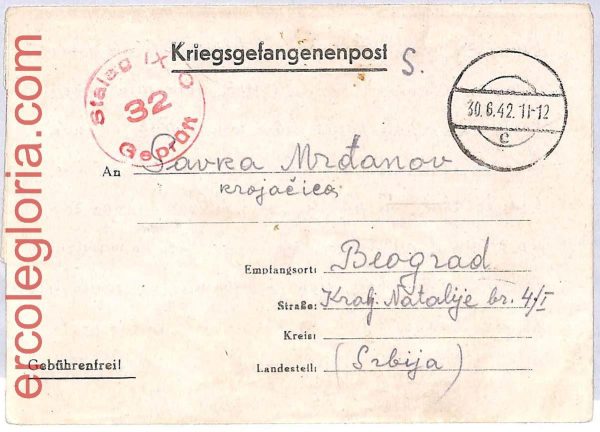 Kriegsgefangenenpost S.
Stalag IX C
32
Geprüft
30.6.42.11-12
c
An Savka Mrđanov
krojačica
Empfangsort: Beograd
Straße: Kralj. Natalije br. 4/I
Kreis:
Landesteil: (Srbija)
Gebührenfrei!
ercolegloria.com